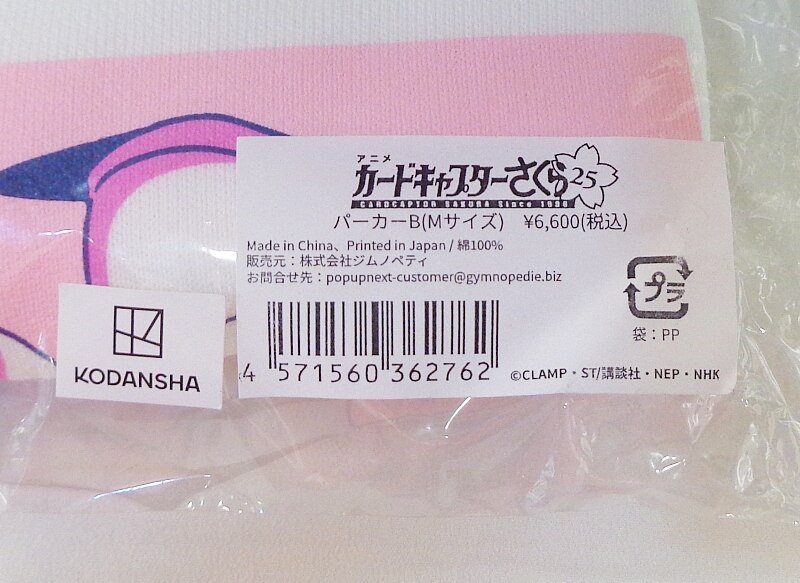 アニメ
カードキャプターさくら 25
CARDCAPTOR SAKURA Since 1998
パーカーB(Mサイズ) ¥6,600(税込)
Made in China、Printed in Japan / 綿100%
販売元：株式会社ジムノペティ
お問合せ先：popupnext-customer@gymnopedie.biz
プラ
袋：PP
4 571560 362762
©CLAMP・ST/講談社・NEP・NHK
KODANSHA